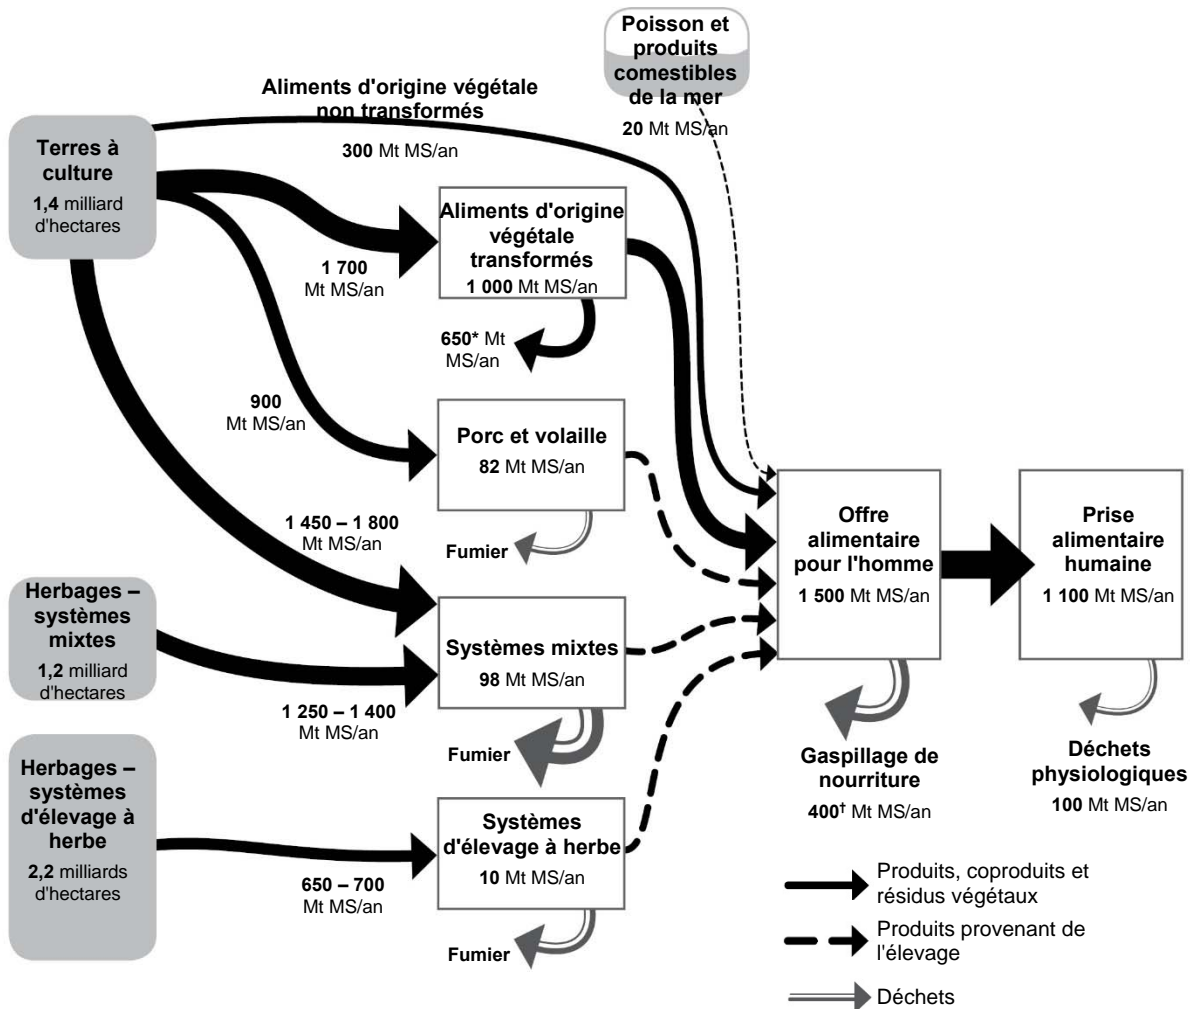 Poisson et
produits
comestibles
de la mer
20 Mt MS/an
Aliments d'origine végétale
non transformés
300 Mt MS/an
Terres à
culture
1,4 milliard
d'hectares
Aliments d'origine
végétale
transformés
1 000 Mt MS/an
1 700
Mt MS/an
650* Mt
MS/an
900
Mt MS/an
Porc et volaille
82 Mt MS/an
Fumier
1 450 – 1 800
Mt MS/an
Offre
alimentaire
pour l'homme
1 500 Mt MS/an
Prise
alimentaire
humaine
1 100 Mt MS/an
Herbages –
systèmes
mixtes
1,2 milliard
d'hectares
Systèmes mixtes
98 Mt MS/an
1 250 – 1 400
Mt MS/an
Fumier
Gaspillage de
nourriture
400† Mt MS/an
Déchets
physiologiques
100 Mt MS/an
Herbages –
systèmes
d'élevage à
herbe
2,2 milliards
d'hectares
Systèmes
d'élevage à herbe
10 Mt MS/an
650 – 700
Mt MS/an
Fumier
Produits, coproduits et
résidus végétaux
Produits provenant de
l'élevage
Déchets